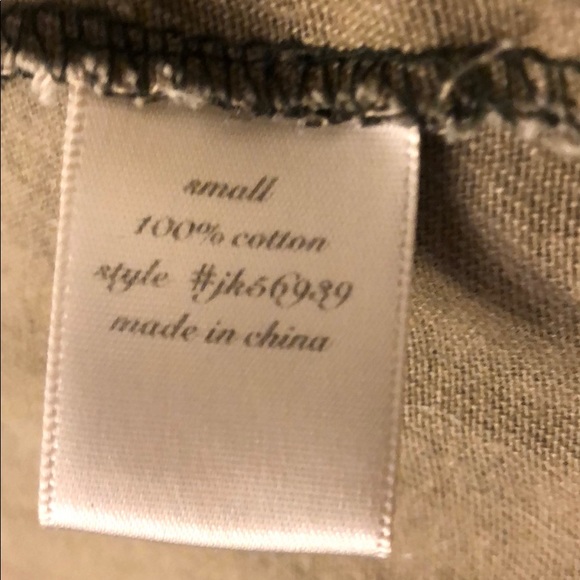 small
100% cotton
style #jk56939
made in china